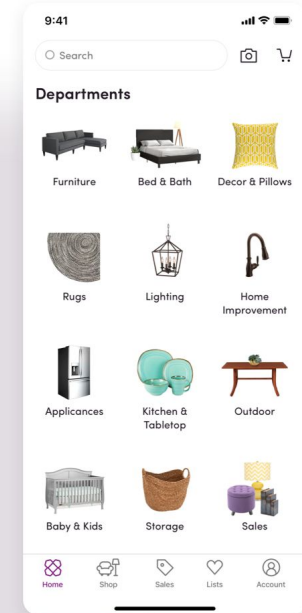 9:41
Search
Departments
Furniture
Bed & Bath
Decor & Pillows
Rugs
Lighting
Home
Improvement
Applicances
Kitchen &
Tabletop
Outdoor
Baby & Kids
Storage
Sales
Home
Shop
Sales
Lists
Account